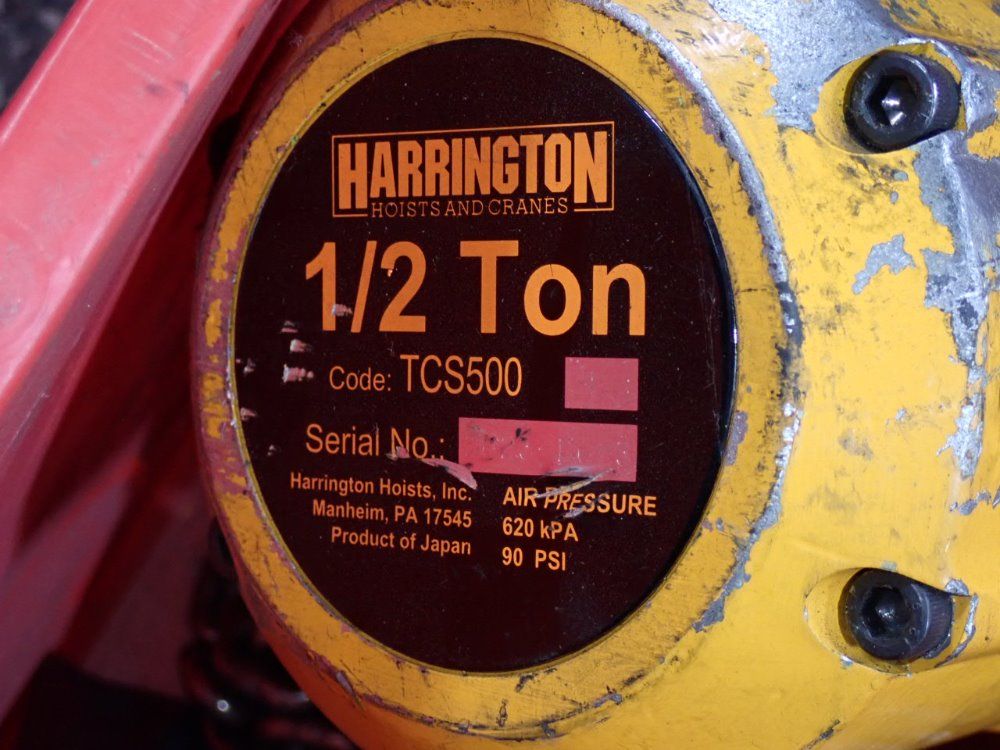 HARRINGTON
HOISTS AND CRANES
1/2 Ton
Code: TCS500
Serial No.:
Harrington Hoists, Inc.
Manheim, PA 17545
Product of Japan
AIR PRESSURE
620 kPA
90 PSI